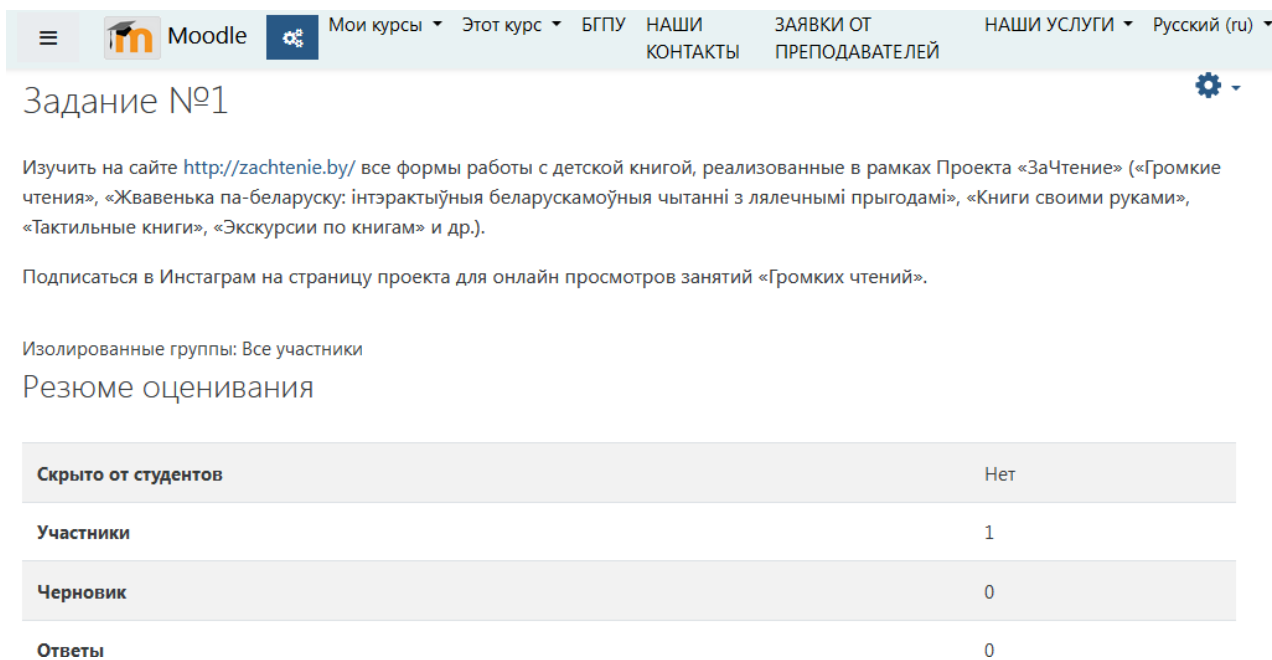 Moodle
Мои курсы
Этот курс
БГПУ
НАШИ
КОНТАКТЫ
ЗАЯВКИ ОТ
ПРЕПОДАВАТЕЛЕЙ
НАШИ УСЛУГИ
Русский (ru)
Задание №1
Изучить на сайте http://zachtenie.by/ все формы работы с детской книгой, реализованные в рамках Проекта «ЗаЧтение» («Громкие
чтения», «Жвавенька па-беларуску: інтэрактыўныя беларускамоўныя чытанні з лялечнымі прыгодамі», «Книги своими руками»,
«Тактильные книги», «Экскурсии по книгам» и др.).
Подписаться в Инстаграм на страницу проекта для онлайн просмотров занятий «Громких чтений».
Изолированные группы: Все участники
Резюме оценивания
Скрыто от студентов Нет
Участники 1
Черновик 0
Ответы 0